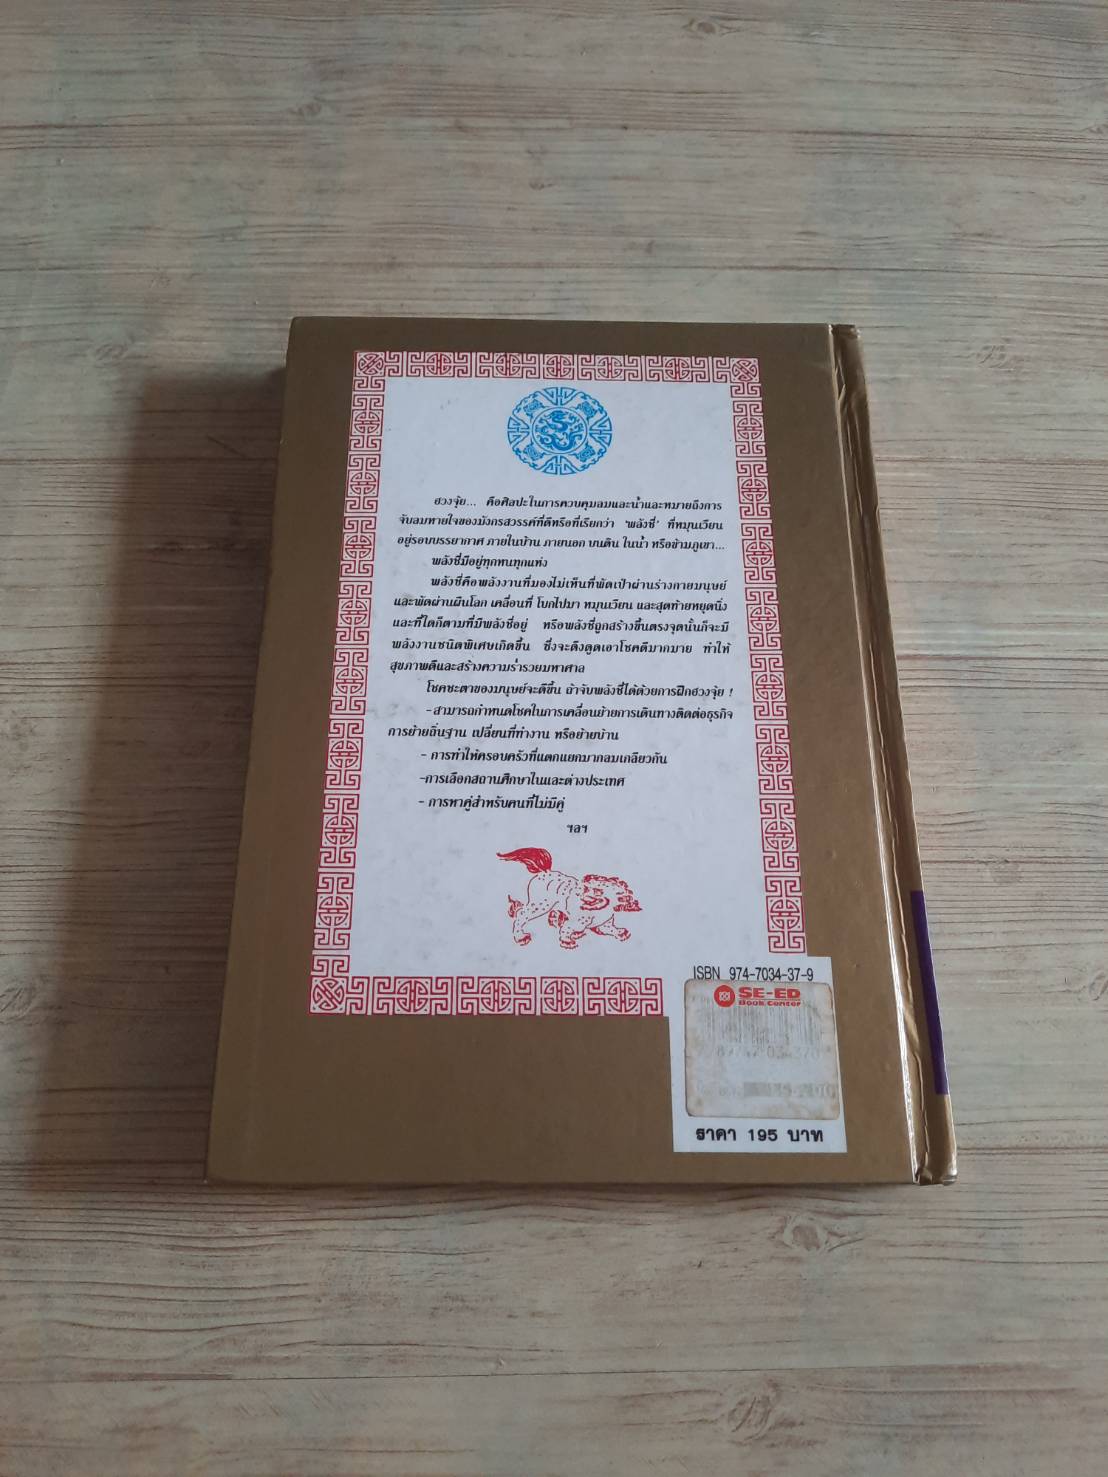 ฮวงจุ้ย... คือศิลปะในการควบคุมลมและน้ำและหมายถึงการ
จับลมหายใจของมังกรสวรรค์ที่ดีหรือที่เรียกว่า 'พลังชี่' ที่หมุนเวียน
อยู่รอบบรรยากาศ ภายในบ้าน ภายนอก บนดิน ในน้ำ หรือข้ามภูเขา...
พลังชี่มีอยู่ทุกหนทุกแห่ง
พลังชี่คือพลังงานที่มองไม่เห็นที่พัดเป่าผ่านร่างกายมนุษย์
และพัดผ่านผืนโลก เคลื่อนที่ โบกไปมา หมุนเวียน และสุดท้ายหยุดนิ่ง
และที่ใดก็ตามที่มีพลังชี่อยู่ หรือพลังชี่ถูกสร้างขึ้นตรงจุดนั้นก็จะมี
พลังงานชนิดพิเศษเกิดขึ้น ซึ่งจะดึงดูดเอาโชคดีมากมาย ทำให้
สุขภาพดีและสร้างความร่ำรวยมหาศาล
โชคชะตาของมนุษย์จะดีขึ้น ถ้าจับพลังชี่ได้ด้วยการฝึกฮวงจุ้ย !
-สามารถกำหนดโชคในการเคลื่อนย้ายการเดินทางติดต่อธุรกิจ
การย้ายถิ่นฐาน เปลี่ยนที่ทำงาน หรือย้ายบ้าน
- การทำให้ครอบครัวที่แตกแยกมากลมเกลียวกัน
-การเลือกสถานศึกษาในและต่างประเทศ
- การหาคู่สำหรับคนที่ไม่มีคู่
ฯลฯ
ISBN 974-7034-37-9
SE-ED
Book Center
ราคา 195 บาท